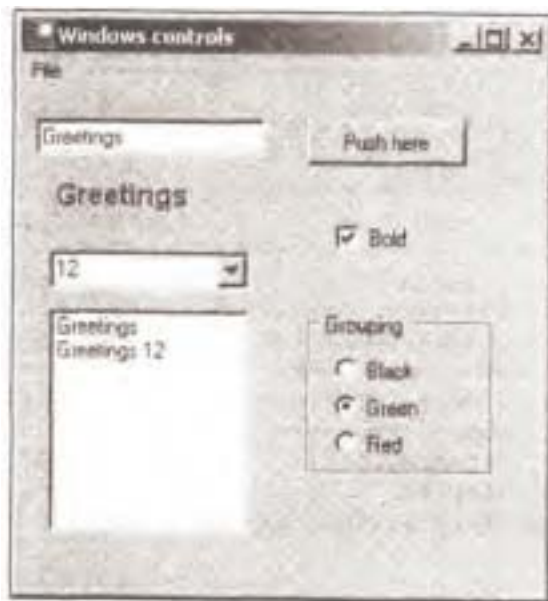 Windows controls
File
Greetings
Push here
Greetings
Bold
12
Greetings
Greetings 12
Grouping
Black
Green
Red